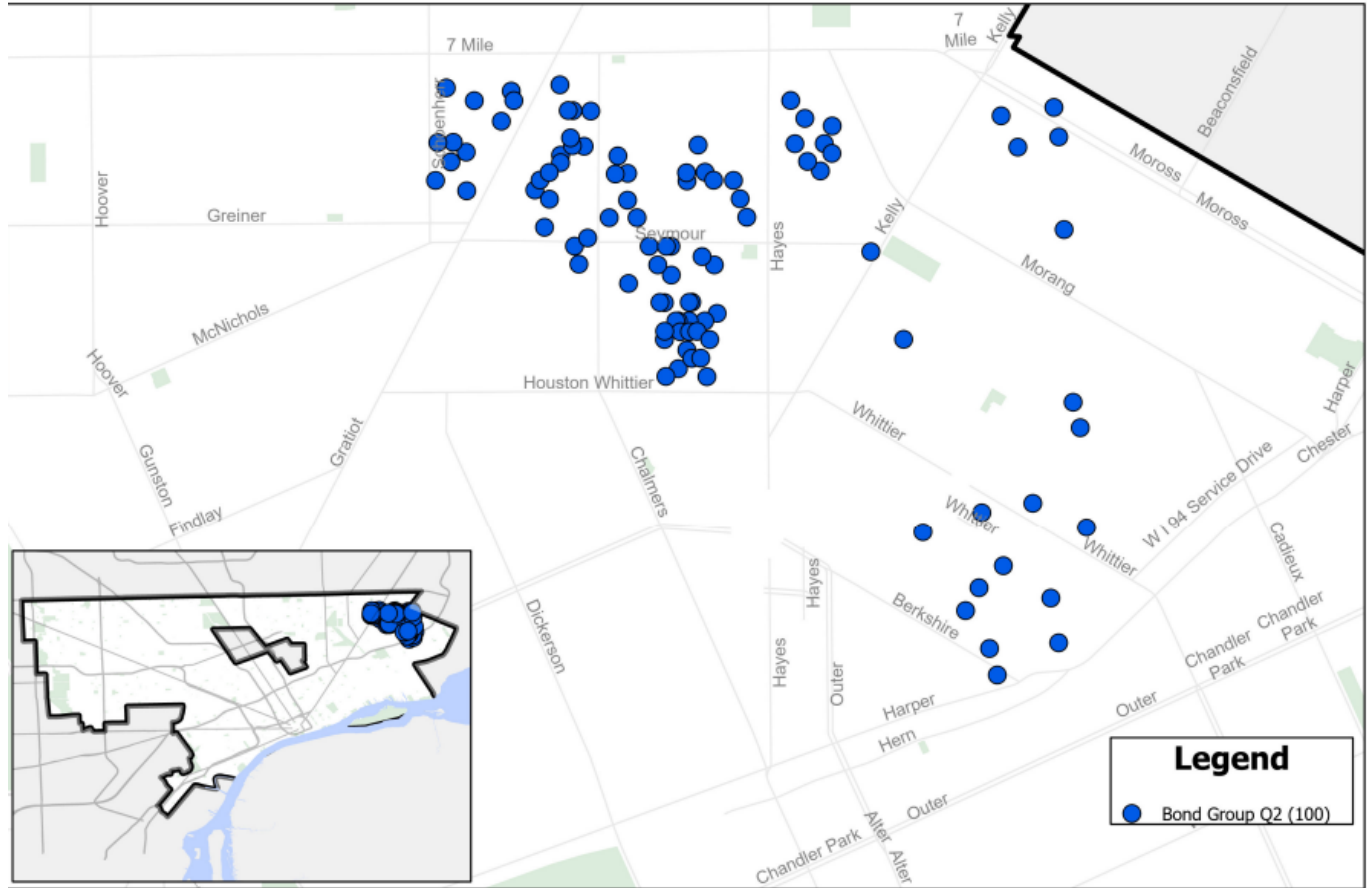 7 Mile
7
Mile
Kelly
Beaconsfield
Schoenherr
Moross
Moross
Hoover
Greiner
Seymour
Hayes
Kelly
Morang
McNichols
Hoover
Houston Whittier
Whittier
Harper
Gratiot
Chester
Gunston
Chalmers
W I 94 Service Drive
Findlay
Whittier
Whittier
Cadieux
Hayes
Berkshire
Dickerson
Chandler
Park
Chandler
Park
Hayes
Outer
Harper
Outer
Hern
Outer
Alter
Alter
Chandler Park
Legend
Bond Group Q2 (100)